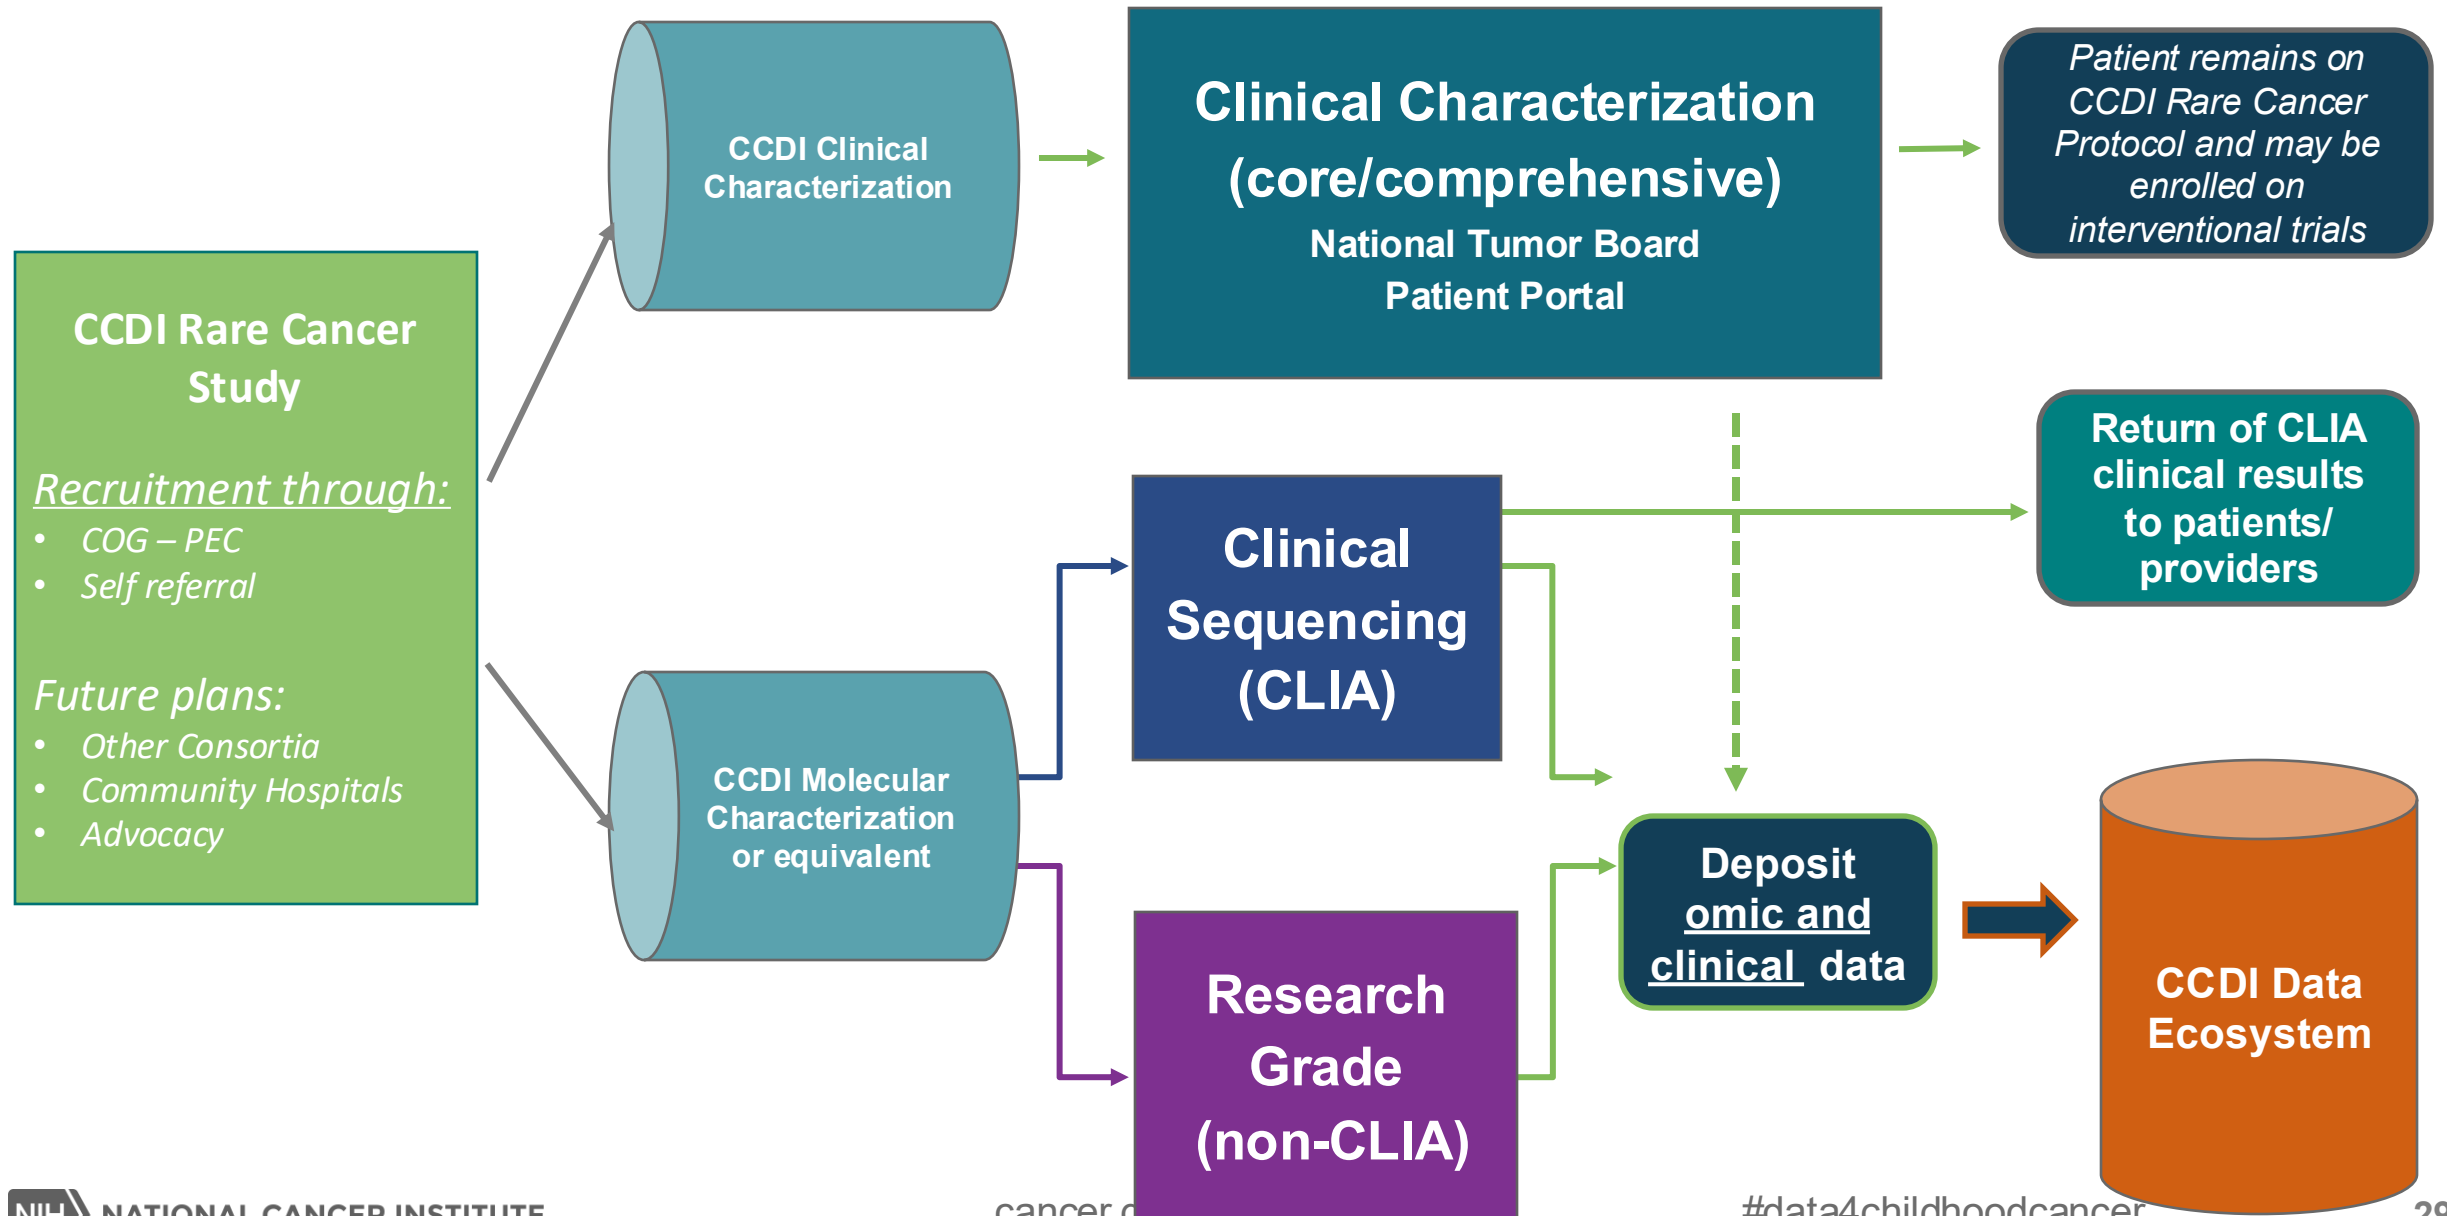 CCDI Rare Cancer
Study
Recruitment through:
• COG – PEC
• Self referral
Future plans:
• Other Consortia
• Community Hospitals
• Advocacy
CCDI Clinical
Characterization
Clinical Characterization
(core/comprehensive)
National Tumor Board
Patient Portal
Patient remains on
CCDI Rare Cancer
Protocol and may be
enrolled on
interventional trials
Return of CLIA
clinical results
to patients/
providers
Clinical
Sequencing
(CLIA)
CCDI Molecular
Characterization
or equivalent
Research
Grade
(non-CLIA)
Deposit
omic and
clinical data
CCDI Data
Ecosystem
NIH NATIONAL CANCER INSTITUTE
#data4childhoodcancer